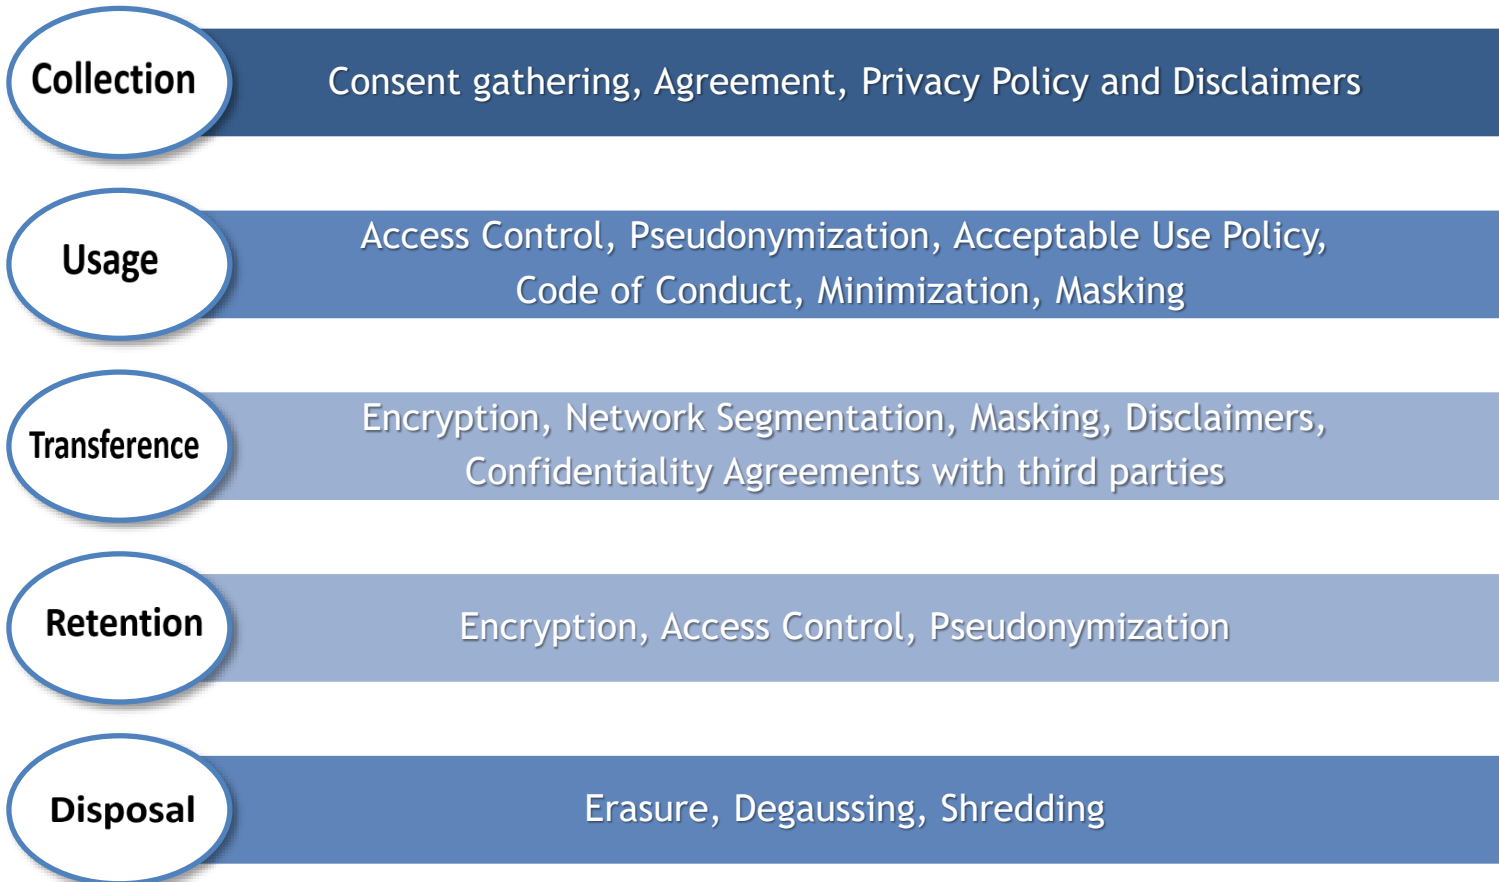 Collection
Consent gathering, Agreement, Privacy Policy and Disclaimers
Usage
Access Control, Pseudonymization, Acceptable Use Policy,
Code of Conduct, Minimization, Masking
Transference
Encryption, Network Segmentation, Masking, Disclaimers,
Confidentiality Agreements with third parties
Retention
Encryption, Access Control, Pseudonymization
Disposal
Erasure, Degaussing, Shredding